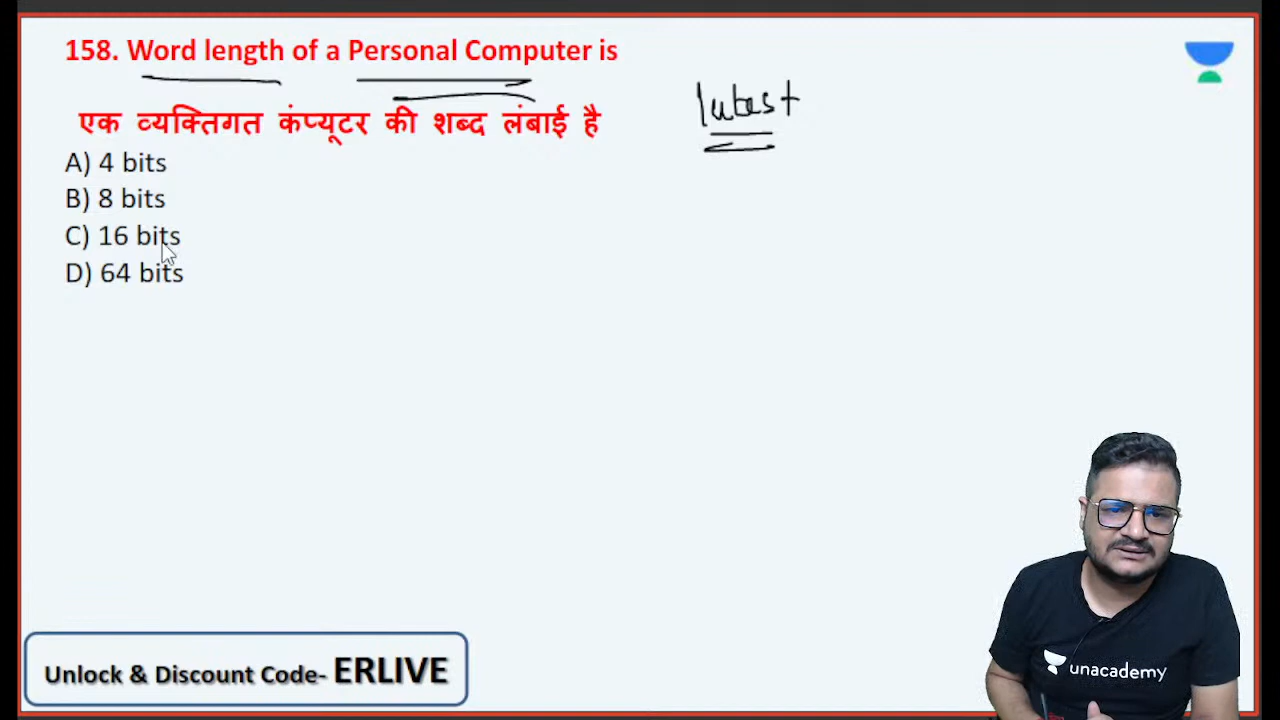 158. Word length of a Personal Computer is
latest
एक व्यक्तिगत कंप्यूटर की शब्द लंबाई है
A) 4 bits
B) 8 bits
C) 16 bits
D) 64 bits
unacademy
Unlock & Discount Code- ERLIVE